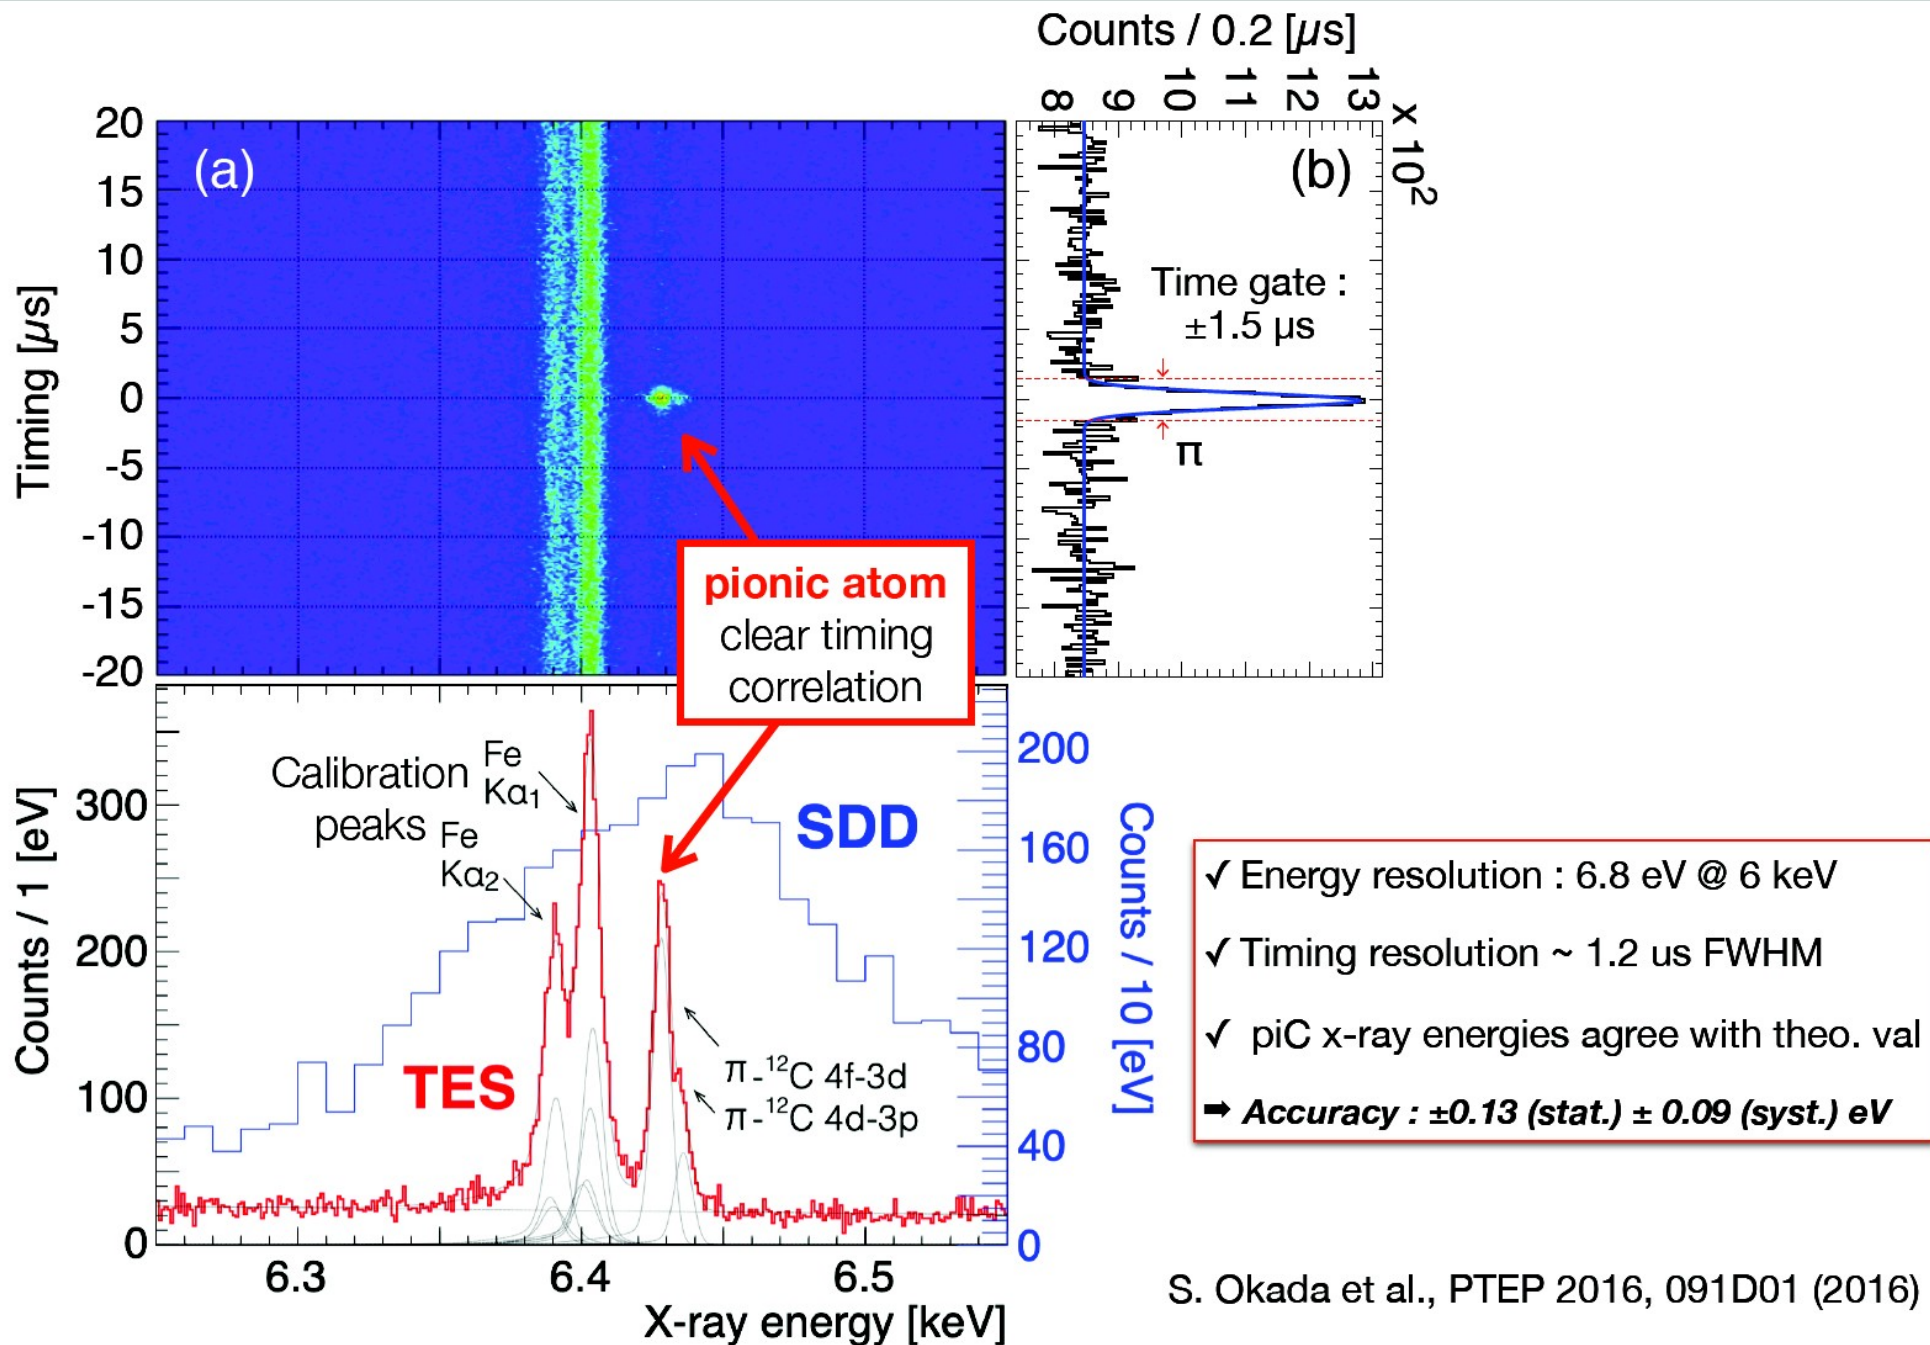 Counts / 0.2 [µs]
8 9 10 11 12 13
x 10²
(a)
(b)
Timing [µs]
20
15
10
5
0
-5
-10
-15
-20
Time gate :
±1.5 µs
π
pionic atom
clear timing
correlation
Counts / 1 [eV]
300
200
100
0
Calibration
peaks
Fe
Kα₁
Fe
Kα₂
SDD
TES
π-¹²C 4f-3d
π-¹²C 4d-3p
200
160
120
80
40
0
Counts / 10 [eV]
6.3 6.4 6.5
X-ray energy [keV]
✓ Energy resolution : 6.8 eV @ 6 keV
✓ Timing resolution ~ 1.2 us FWHM
✓ piC x-ray energies agree with theo. val
➡ Accuracy : ±0.13 (stat.) ± 0.09 (syst.) eV
S. Okada et al., PTEP 2016, 091D01 (2016)